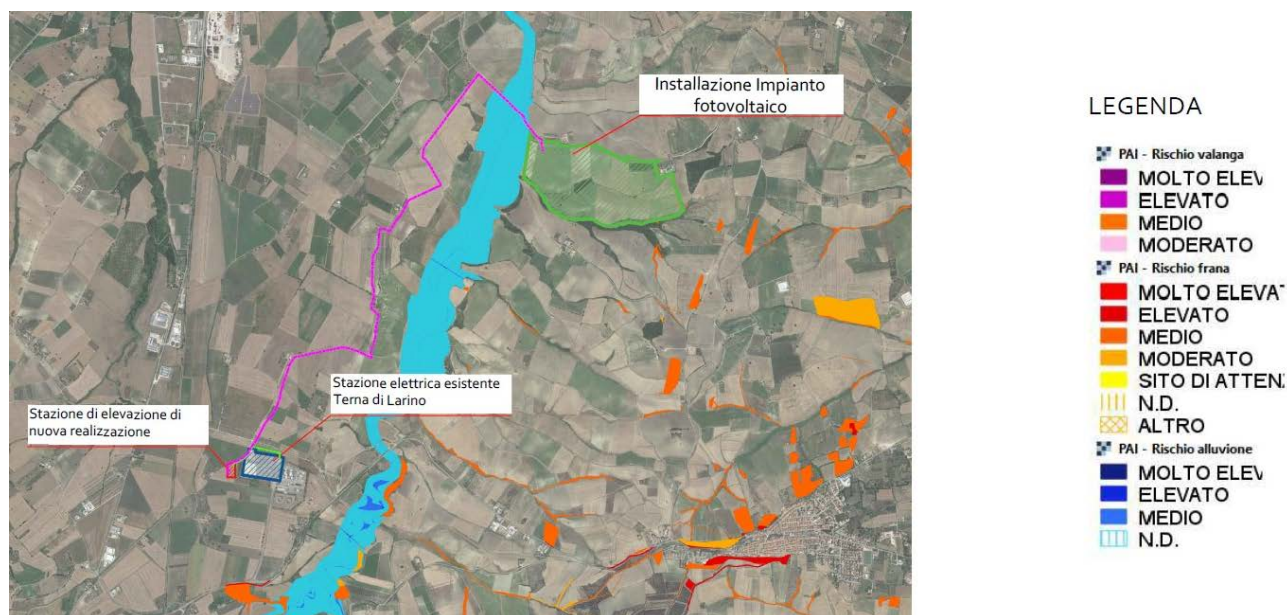 Installazione Impianto
fotovoltaico
Stazione elettrica esistente
Terna di Larino
Stazione di elevazione di
nuova realizzazione
LEGENDA
PAI - Rischio valanga
MOLTO ELEV
ELEVATO
MEDIO
MODERATO
PAI - Rischio frana
MOLTO ELEVAT
ELEVATO
MEDIO
MODERATO
SITO DI ATTEN
N.D.
ALTRO
PAI - Rischio alluvione
MOLTO ELEV
ELEVATO
MEDIO
N.D.